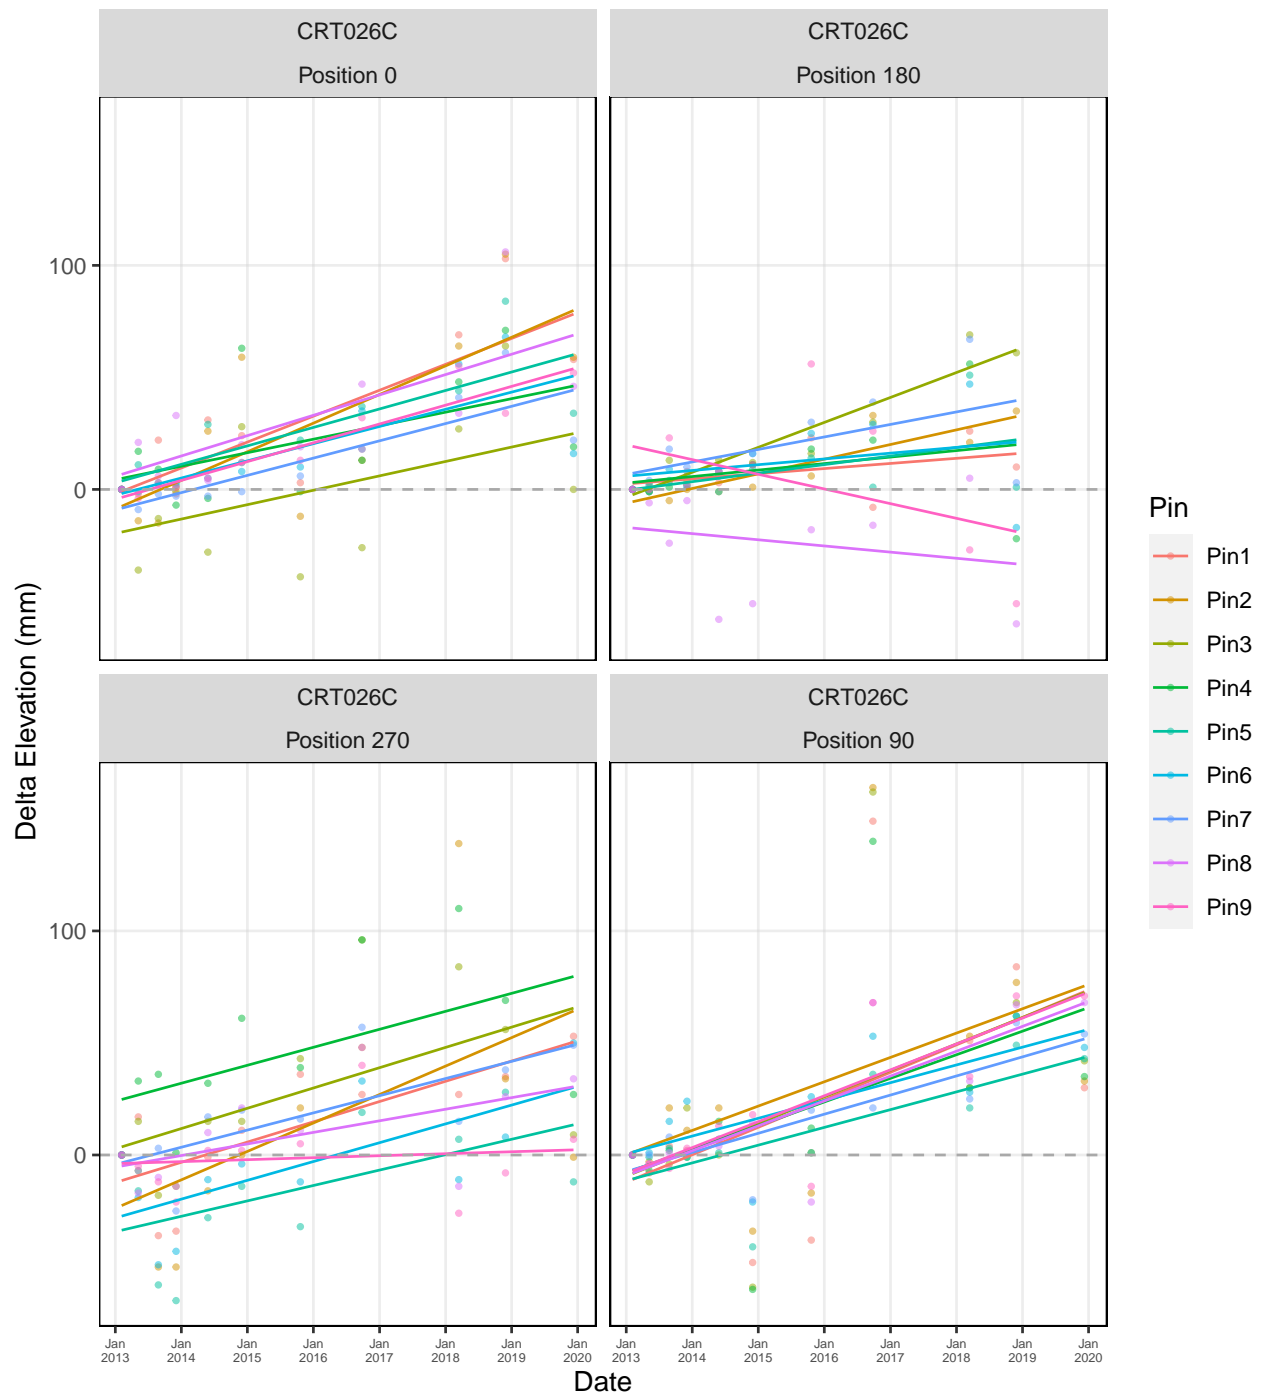 CRT026C
Position 0
CRT026C
Position 180
100
0
CRT026C
Position 270
CRT026C
Position 90
100
0
Delta Elevation (mm)
Jan 2013
Jan 2014
Jan 2015
Jan 2016
Jan 2017
Jan 2018
Jan 2019
Jan 2020
Jan 2013
Jan 2014
Jan 2015
Jan 2016
Jan 2017
Jan 2018
Jan 2019
Jan 2020
Date
Pin
Pin1
Pin2
Pin3
Pin4
Pin5
Pin6
Pin7
Pin8
Pin9